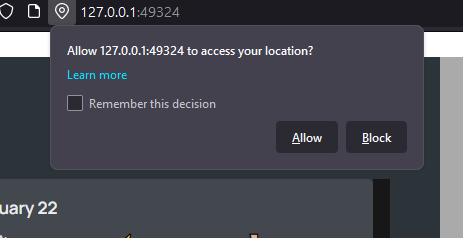 127.0.0.1:49324
Allow 127.0.0.1:49324 to access your location?
Learn more
Remember this decision
Allow
Block
uary 22